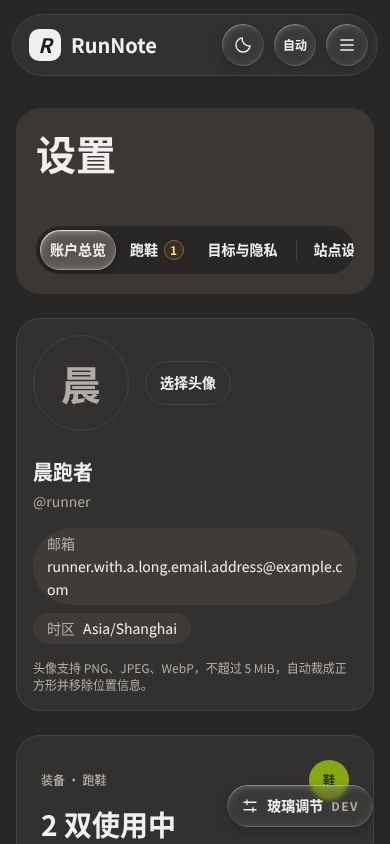 R RunNote 自动
设置
账户总览 跑鞋 1 目标与隐私 站点设
晨 选择头像
晨跑者
@runner
邮箱
runner.with.a.long.email.address@example.c
om
时区 Asia/Shanghai
头像支持 PNG、JPEG、WebP，不超过 5 MiB，自动裁成正
方形并移除位置信息。
装备 · 跑鞋 鞋
玻璃调节 DEV
2 双使用中